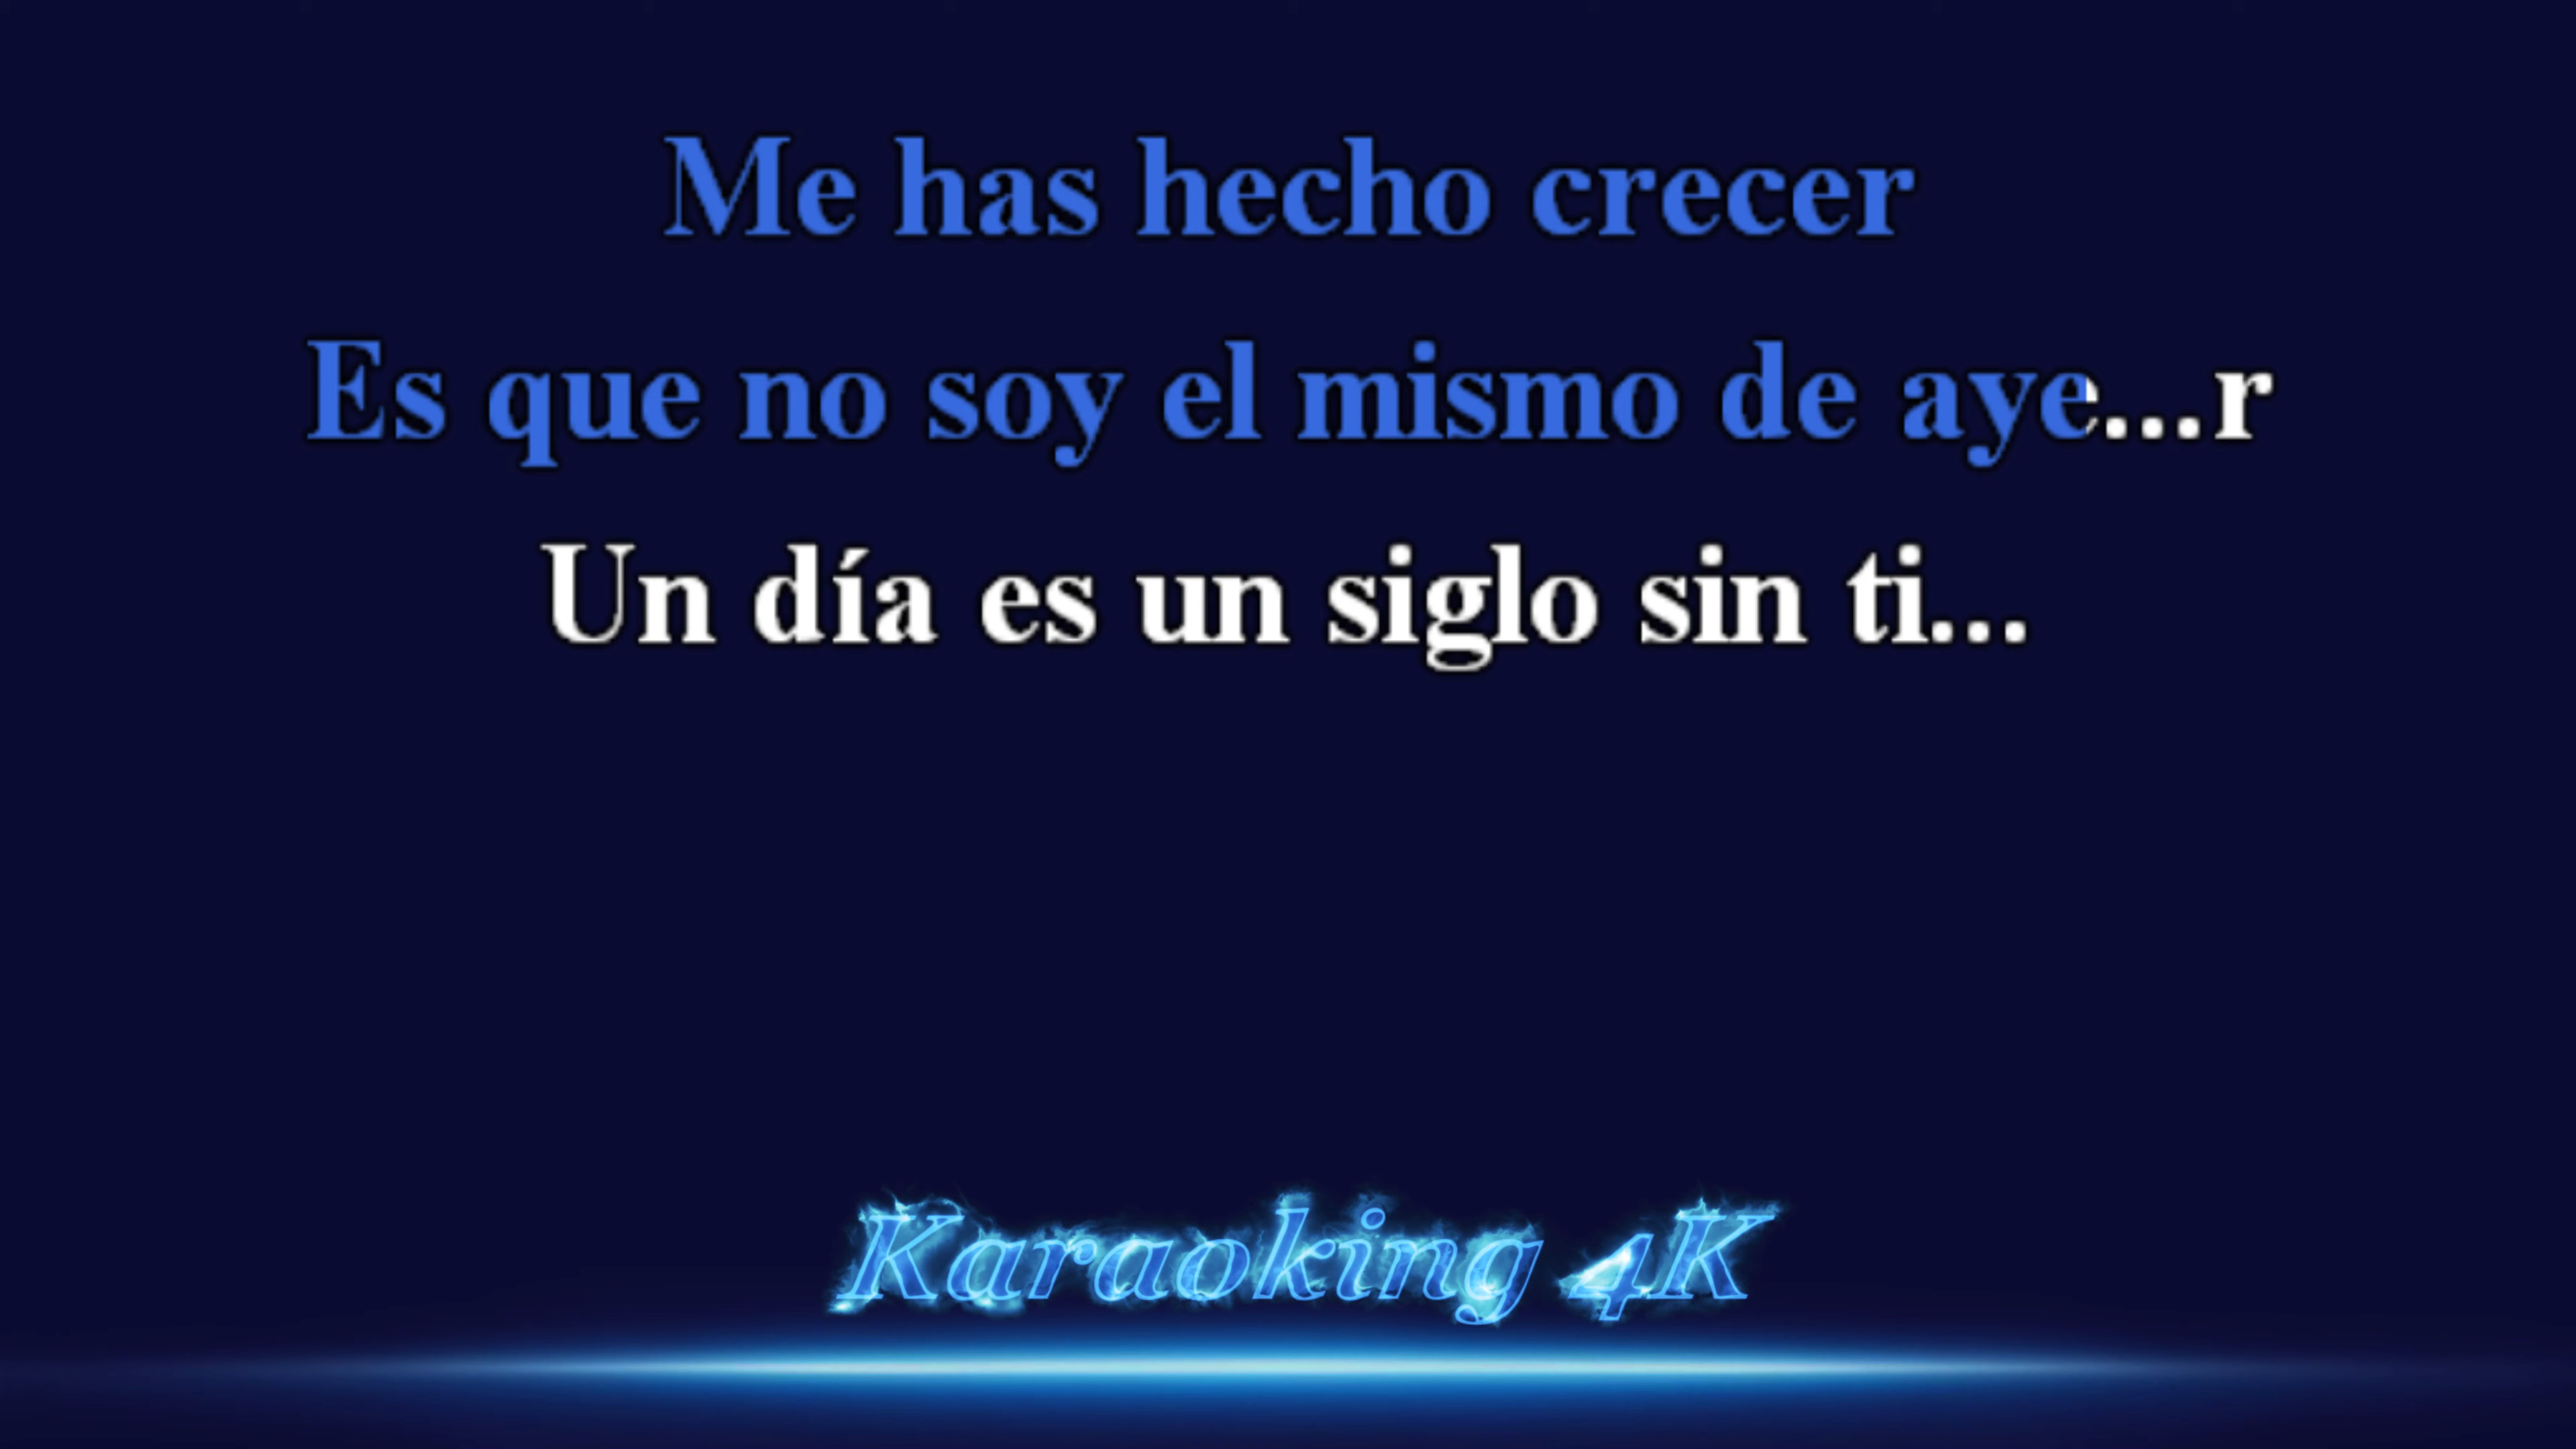 Me has hecho crecer
Es que no soy el mismo de aye...r
Un día es un siglo sin ti...
Karaoking 4K